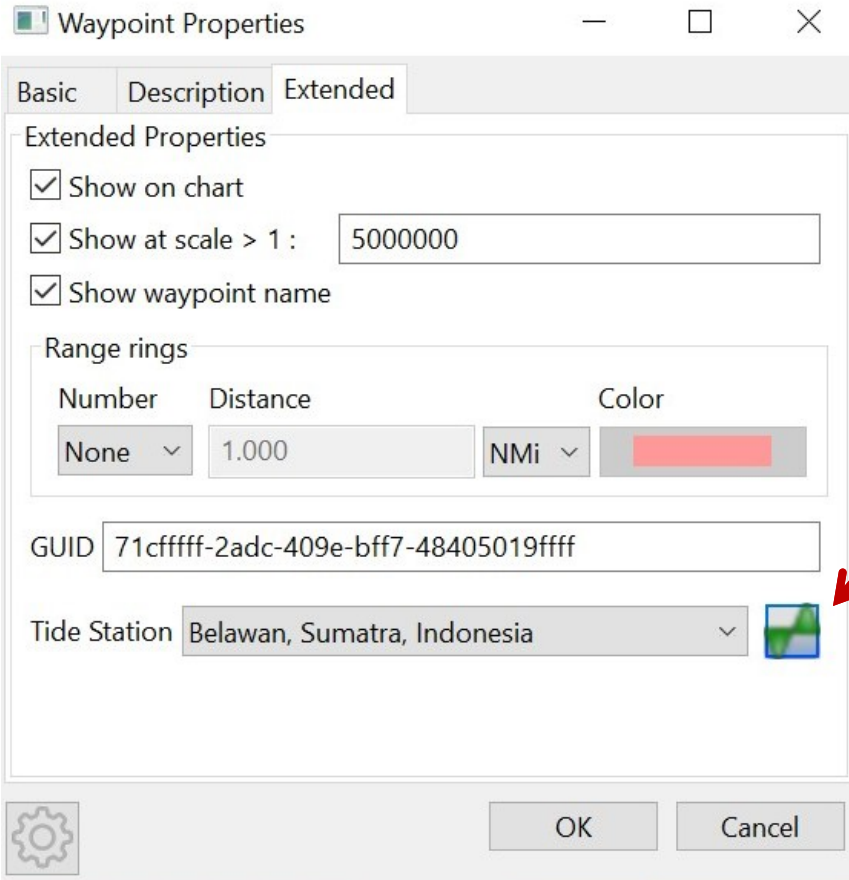 Waypoint Properties
Basic Description Extended
Extended Properties
Show on chart
Show at scale > 1 : 5000000
Show waypoint name
Range rings
Number Distance Color
None 1.000 NMi
GUID 71cfffff-2adc-409e-bff7-48405019ffff
Tide Station Belawan, Sumatra, Indonesia
OK Cancel